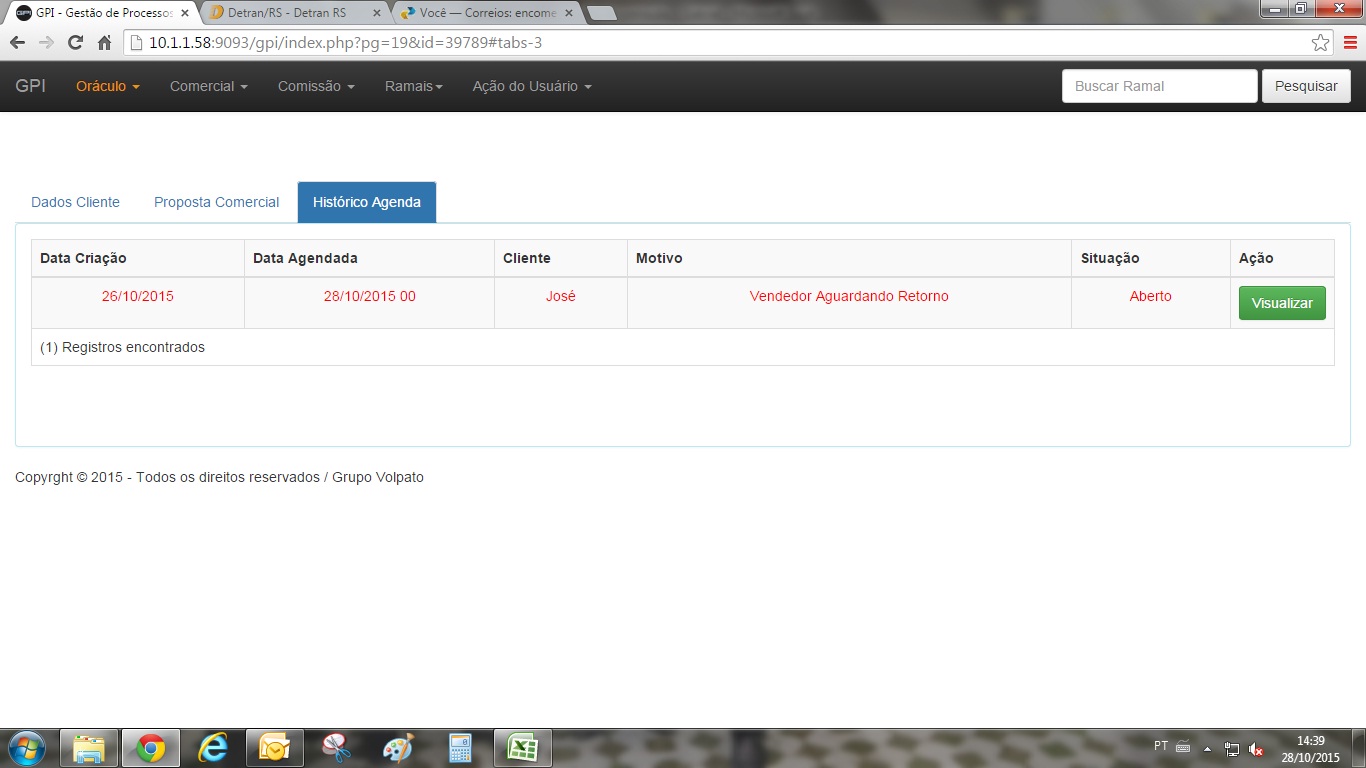 GPI - Gestão de Processos
Detran/RS - Detran RS
Você — Correios: encome
10.1.1.58:9093/gpi/index.php?pg=19&id=39789#tabs-3
GPI Oráculo Comercial Comissão Ramais Ação do Usuário Buscar Ramal Pesquisar
Dados Cliente Proposta Comercial Histórico Agenda
Data Criação Data Agendada Cliente Motivo Situação Ação
26/10/2015 28/10/2015 00 José Vendedor Aguardando Retorno Aberto Visualizar
(1) Registros encontrados
Copyrght © 2015 - Todos os direitos reservados / Grupo Volpato
PT
14:39
28/10/2015